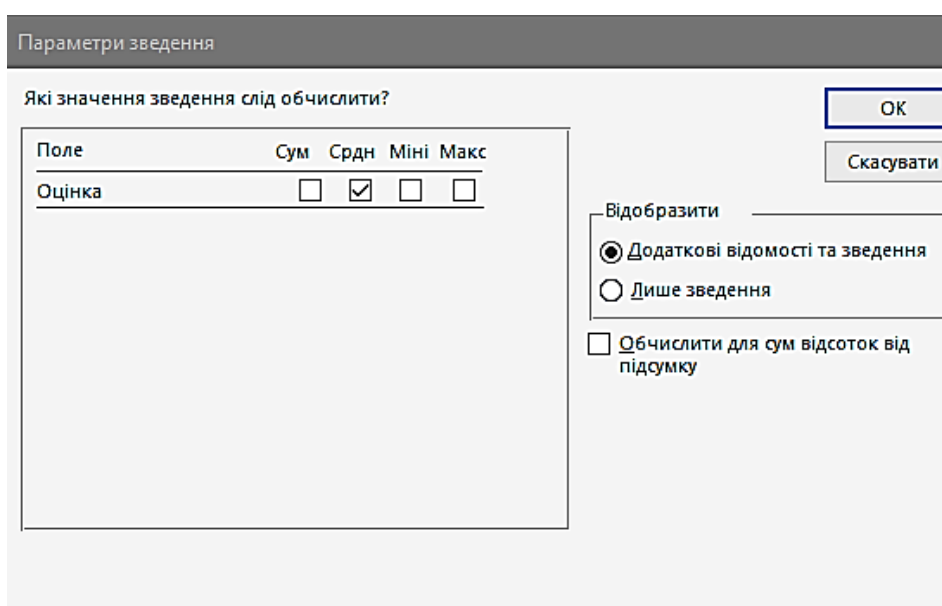 Параметри зведення
Які значення зведення слід обчислити?
ОК
Скасувати
Поле Сум Срдн Міні Макс
Оцінка
Відобразити
Додаткові відомості та зведення
Лише зведення
Обчислити для сум відсоток від
підсумку